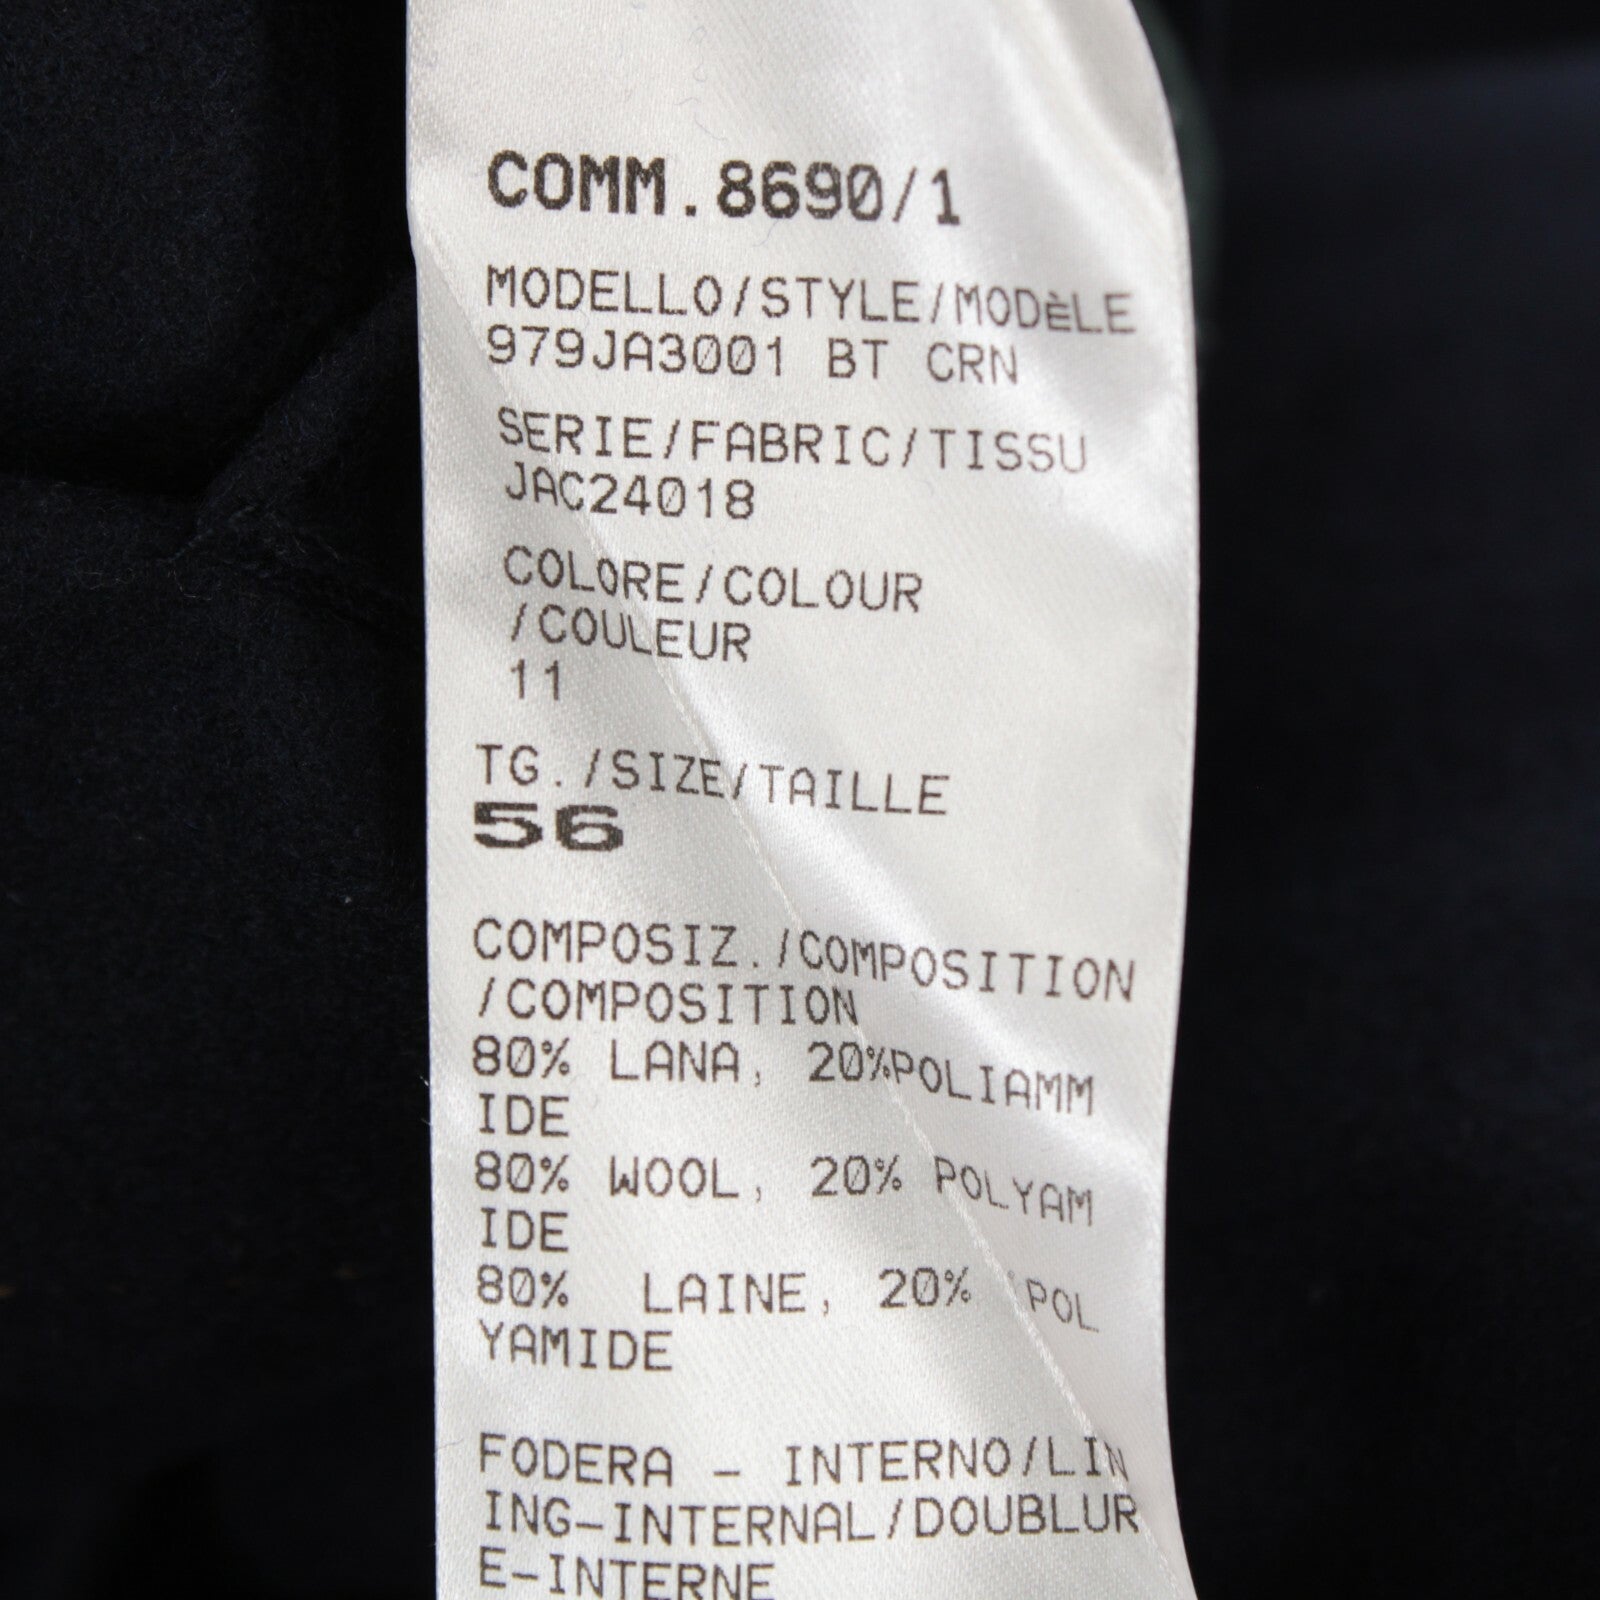 COMM.8690/1
MODELLO/STYLE/MODÈLE
979JA3001 BT CRN
SERIE/FABRIC/TISSU
JAC24018
COLORE/COLOUR
/COULEUR
11
TG./SIZE/TAILLE
56
COMPOSIZ./COMPOSITION
/COMPOSITION
80% LANA, 20%POLIAMM
IDE
80% WOOL, 20% POLYAM
IDE
80% LAINE, 20% POL
YAMIDE
FODERA - INTERNO/LIN
ING-INTERNAL/DOUBLUR
E-INTERNE